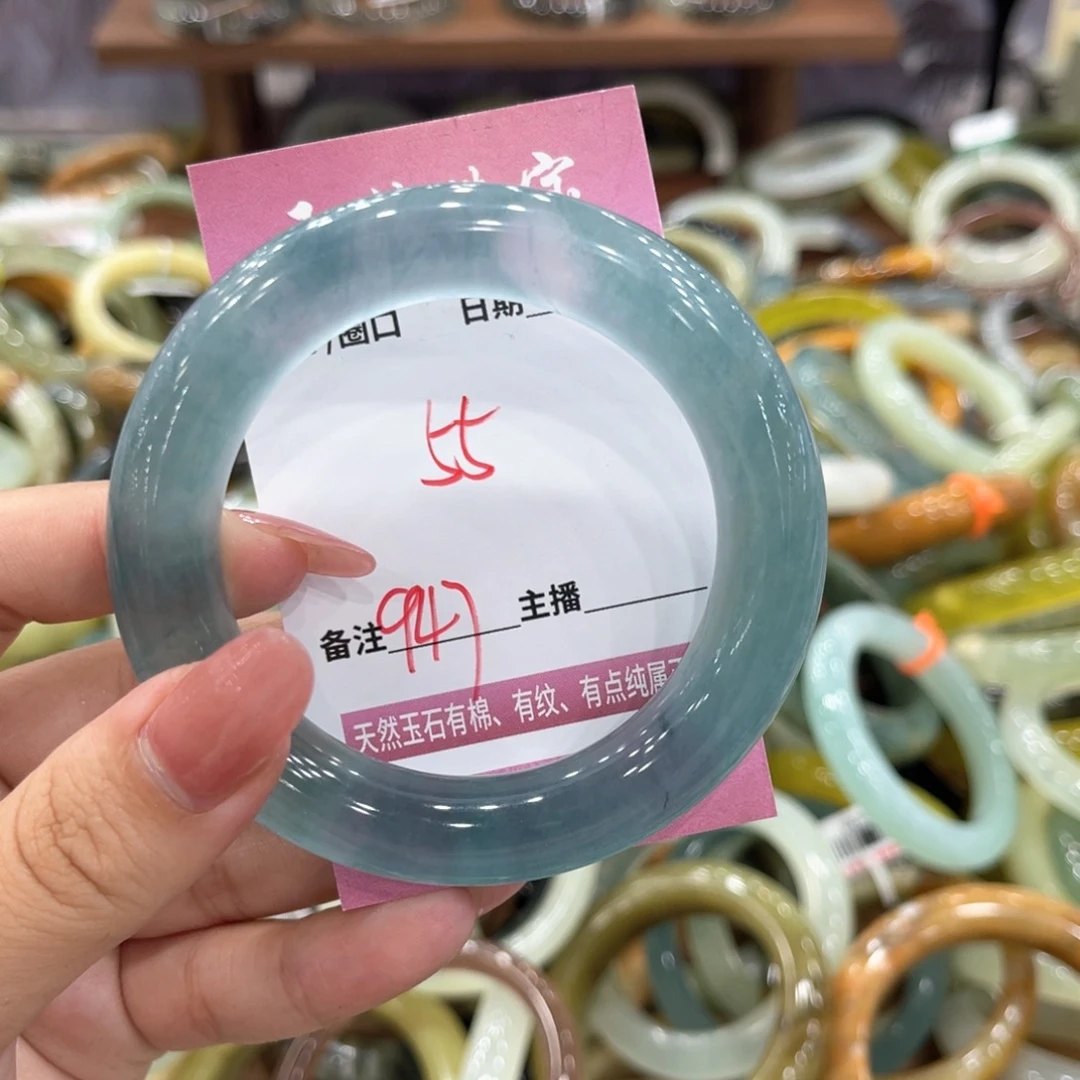 圈口
日期
55
备注 947
主播
天然玉石有棉、有纹、有点纯属